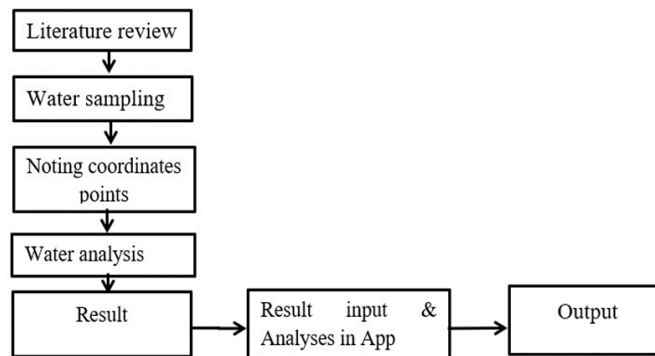 Literature review
Water sampling
Noting coordinates
points
Water analysis
Result
Result input &
Analyses in App
Output